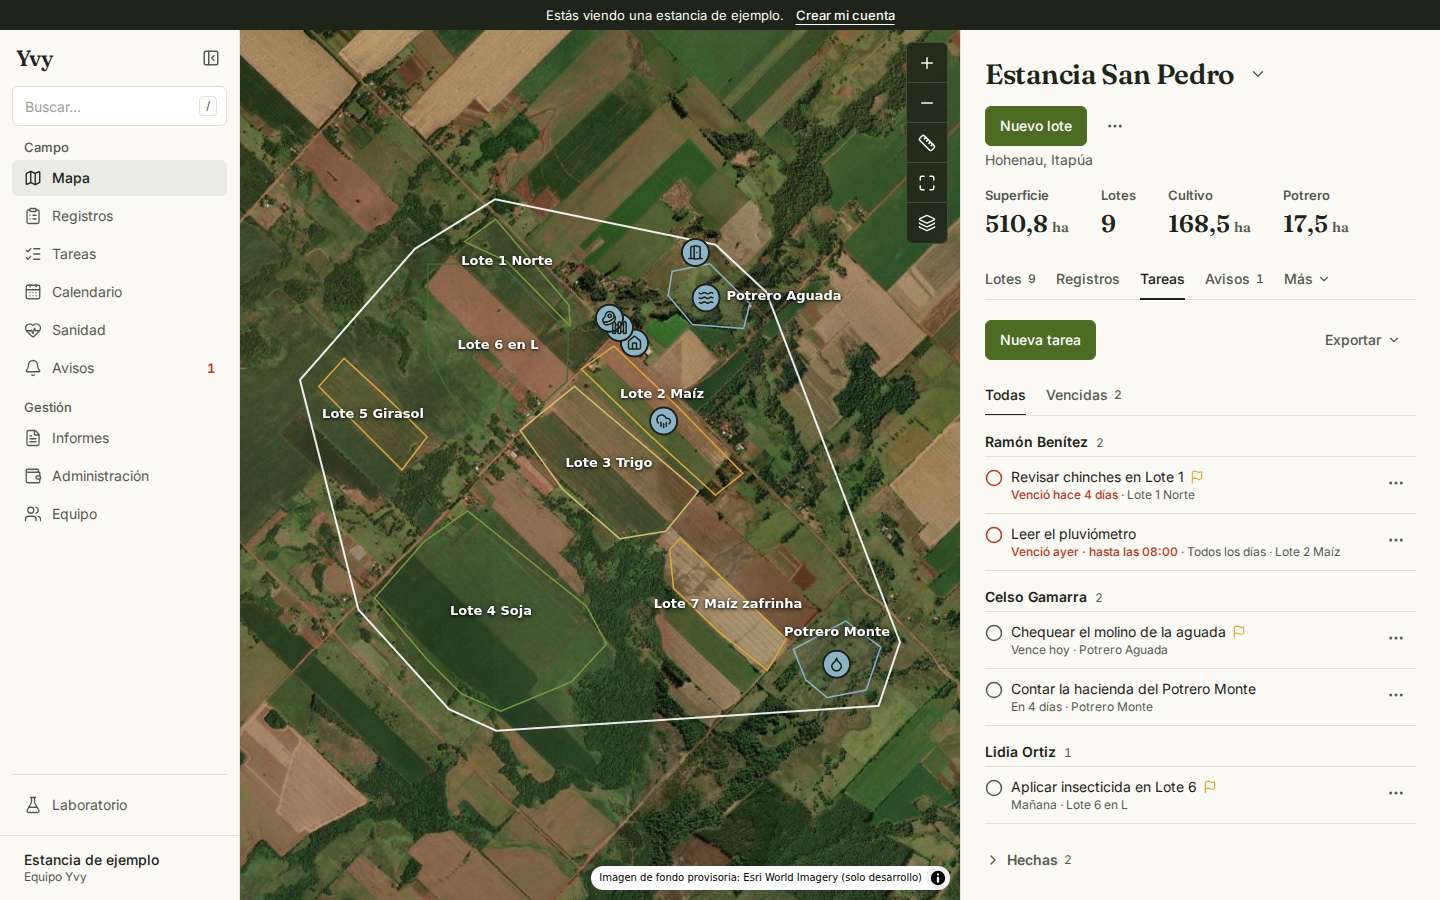 Estás viendo una estancia de ejemplo. Crear mi cuenta
Yvy
Buscar... /
Campo
Mapa
Registros
Tareas
Calendario
Sanidad
Avisos 1
Gestión
Informes
Administración
Equipo
Laboratorio
Estancia de ejemplo
Equipo Yvy
Lote 1 Norte
Potrero Aguada
Lote 6 en L
Lote 2 Maíz
Lote 5 Girasol
Lote 3 Trigo
Lote 7 Maíz zafrinha
Lote 4 Soja
Potrero Monte
Imagen de fondo provisoria: Esri World Imagery (solo desarrollo)
Estancia San Pedro
Nuevo lote
Hohenau, Itapúa
Superficie Lotes Cultivo Potrero
510,8 ha 9 168,5 ha 17,5 ha
Lotes 9 Registros Tareas Avisos 1 Más
Nueva tarea Exportar
Todas Vencidas 2
Ramón Benítez 2
Revisar chinches en Lote 1
Venció hace 4 días · Lote 1 Norte
Leer el pluviómetro
Venció ayer · hasta las 08:00 · Todos los días · Lote 2 Maíz
Celso Gamarra 2
Chequear el molino de la aguada
Vence hoy · Potrero Aguada
Contar la hacienda del Potrero Monte
En 4 días · Potrero Monte
Lidia Ortiz 1
Aplicar insecticida en Lote 6
Mañana · Lote 6 en L
Hechas 2